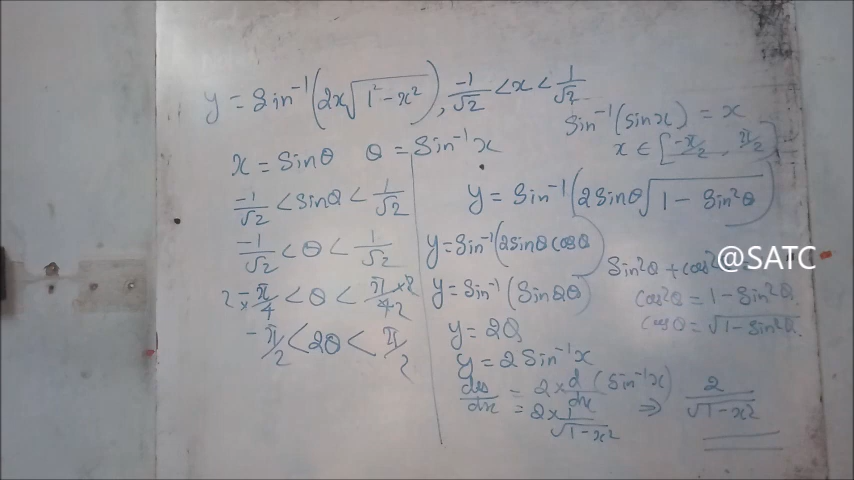 y = Sin⁻¹(2x√(1² - x²)), -1/√2 < x < 1/√2
Sin⁻¹(sinx) = x
x ∈ [-π/2, π/2]
x = Sinθ θ = Sin⁻¹x
-1/√2 < sinθ < 1/√2
-1/√2 < θ < 1/√2
2×-π/4 < θ < π/4 × 2
-π/2 < 2θ < π/2
y = Sin⁻¹(2Sinθ√(1 - Sin²θ))
y = Sin⁻¹(2sinθ cosθ)
y = Sin⁻¹(Sin2θ)
y = 2θ
y = 2Sin⁻¹x
dy/dx = 2 × d/dx (Sin⁻¹x)
= 2 × 1/√(1-x²) ⇒ 2/√(1-x²)
Sin²θ + cos²
cos²θ = 1 - Sin²θ
cosθ = √(1 - Sin²θ)
@SATC